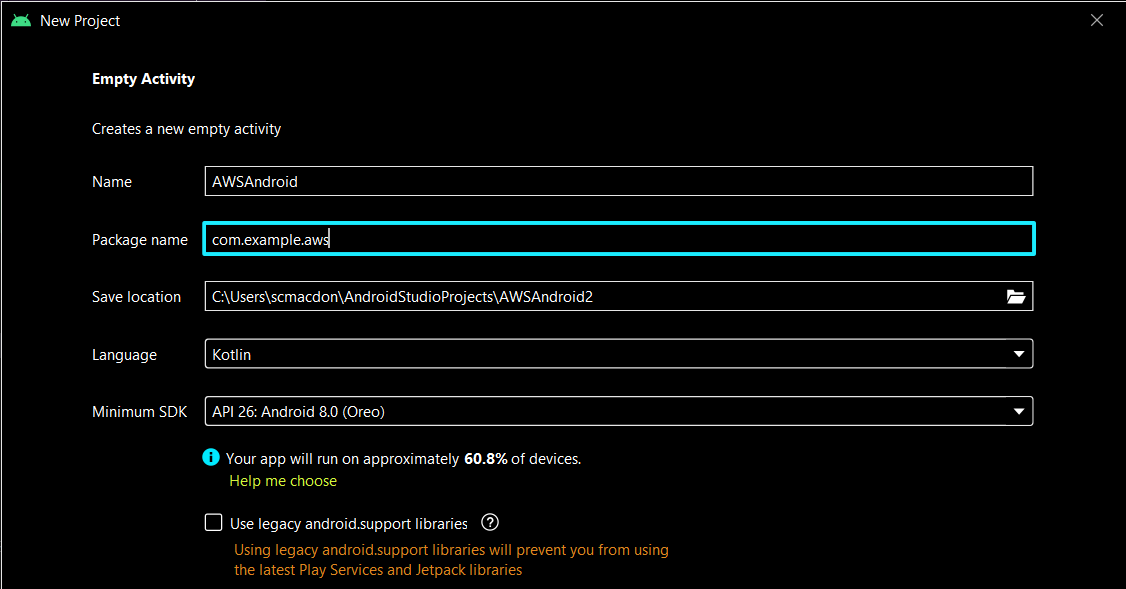 New Project
Empty Activity
Creates a new empty activity
Name AWSAndroid
Package name com.example.aws
Save location C:\Users\scmacdon\AndroidStudioProjects\AWSAndroid2
Language Kotlin
Minimum SDK API 26: Android 8.0 (Oreo)
i Your app will run on approximately 60.8% of devices.
Help me choose
Use legacy android.support libraries ?
Using legacy android.support libraries will prevent you from using
the latest Play Services and Jetpack libraries